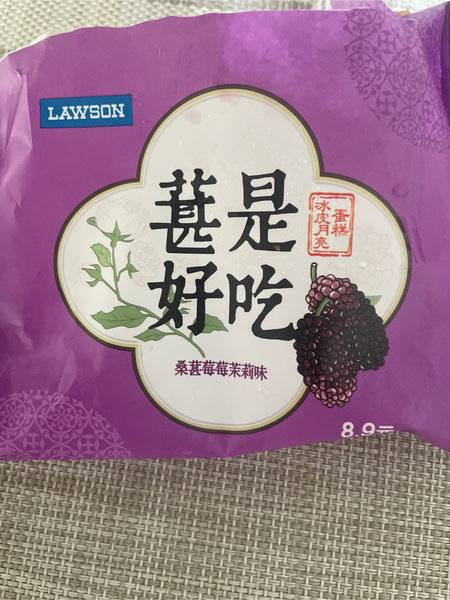 LAWSON
葚是
好吃
冰皮月亮
蛋糕
桑葚莓莓茉莉味
8.9元